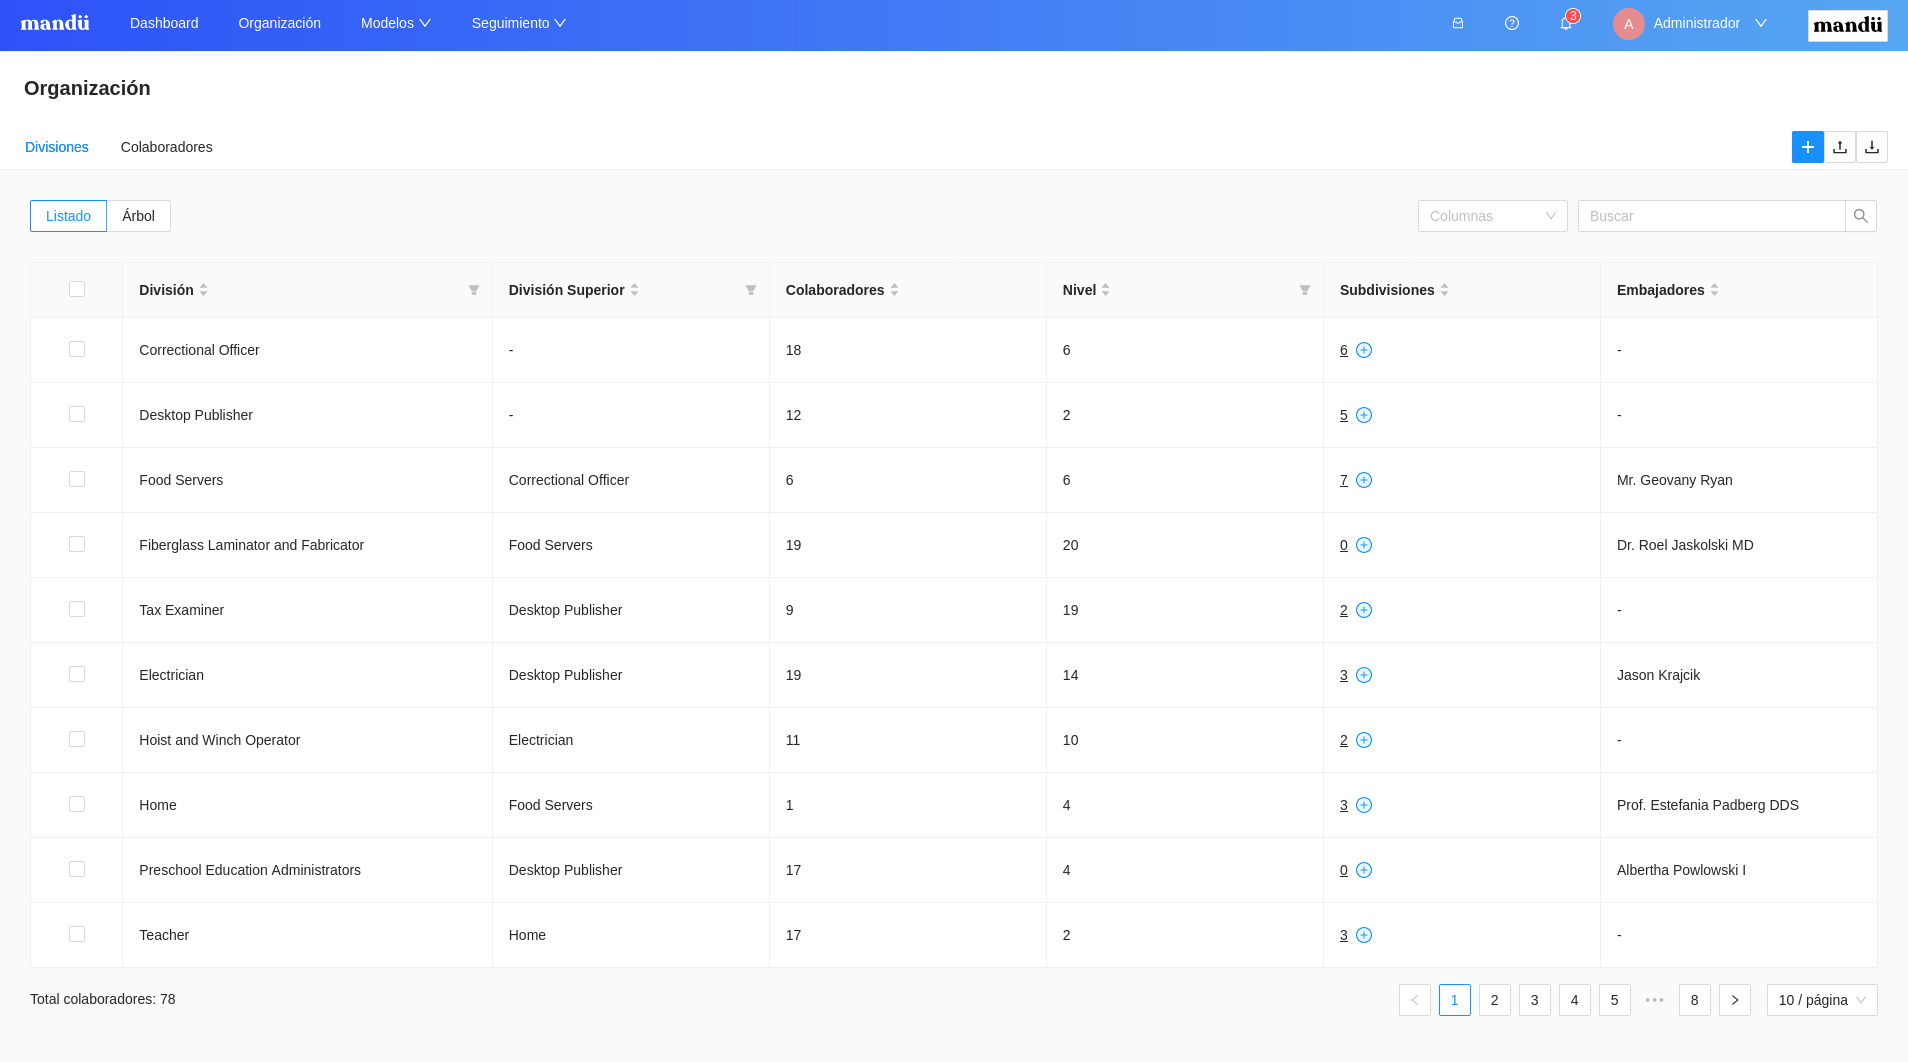 mandü Dashboard Organización Modelos Seguimiento 3 A Administrador mandü
Organización
Divisiones Colaboradores
Listado Árbol Columnas Buscar
División División Superior Colaboradores Nivel Subdivisiones Embajadores
Correctional Officer - 18 6 6 -
Desktop Publisher - 12 2 5 -
Food Servers Correctional Officer 6 6 7 Mr. Geovany Ryan
Fiberglass Laminator and Fabricator Food Servers 19 20 0 Dr. Roel Jaskolski MD
Tax Examiner Desktop Publisher 9 19 2 -
Electrician Desktop Publisher 19 14 3 Jason Krajcik
Hoist and Winch Operator Electrician 11 10 2 -
Home Food Servers 1 4 3 Prof. Estefania Padberg DDS
Preschool Education Administrators Desktop Publisher 17 4 0 Albertha Powlowski I
Teacher Home 17 2 3 -
Total colaboradores: 78 1 2 3 4 5 ••• 8 10 / página